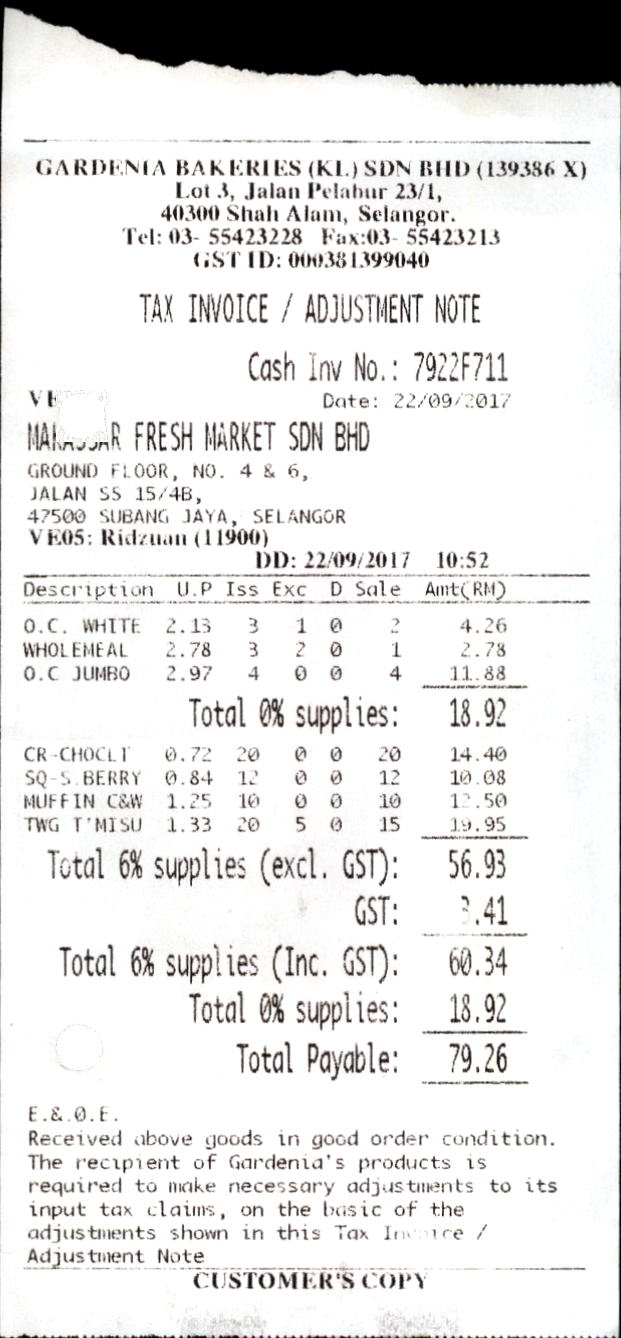 GARDENIA BAKERIES (KL) SDN BHD (139386 X)
Lot 3, Jalan Pelabur 23/1,
40300 Shah Alam, Selangor.
Tel: 03- 55423228 Fax:03- 55423213
GST ID: 000381399040
TAX INVOICE / ADJUSTMENT NOTE
Cash Inv No.: 7922F711
Date: 22/09/2017
FRESH MARKET SDN BHD
GROUND FLOOR, NO. 4 & 6,
JALAN SS 15/4B,
47500 SUBANG JAYA, SELANGOR
VE05: Ridzuan (11900)
DD: 22/09/2017 10:52
Description U.P Iss Exc D Sale Amt(RM)
O.C. WHITE 2.13 3 1 0 2 4.26
WHOLEMEAL 2.78 3 2 0 1 2.78
O.C JUMBO 2.97 4 0 0 4 11.88
Total 0% supplies: 18.92
CR-CHOCLT 0.72 20 0 0 20 14.40
SQ-S.BERRY 0.84 12 0 0 12 10.08
MUFFIN C&W 1.25 10 0 0 10 12.50
TWG T'MISU 1.33 20 5 0 15 19.95
Total 6% supplies (excl. GST): 56.93
GST: 3.41
Total 6% supplies (Inc. GST): 60.34
Total 0% supplies: 18.92
Total Payable: 79.26
E.&.O.E.
Received above goods in good order condition.
The recipient of Gardenia's products is
required to make necessary adjustments to its
input tax claims, on the basic of the
adjustments shown in this Tax Invoice /
Adjustment Note
CUSTOMER'S COPY